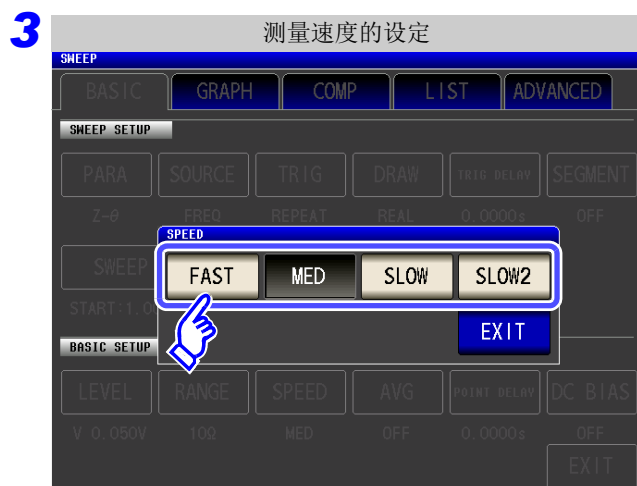 3
测量速度的设定
SWEEP
BASIC GRAPH COMP LIST ADVANCED
SWEEP SETUP
PARA SOURCE TRIG DRAW TRIG DELAY SEGMENT
Z-θ FREQ REPEAT REAL 0.0000s OFF
SPEED
SWEEP
FAST MED SLOW SLOW2
START:1.0
EXIT
BASIC SETUP
LEVEL RANGE SPEED AVG POINT DELAY DC BIAS
V 0.050V 10Ω MED OFF 0.0000s OFF
EXIT